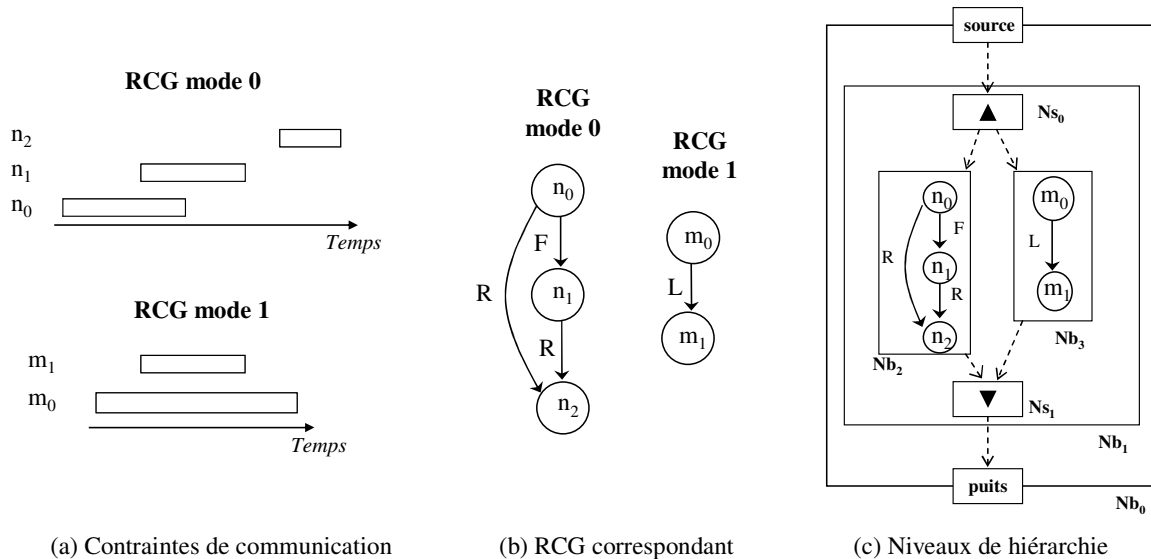 RCG mode 0
n2
n1
n0
Temps
RCG mode 1
m1
m0
Temps
(a) Contraintes de communication
RCG
mode 0
n0
F
R
n1
R
n2
RCG
mode 1
m0
L
m1
(b) RCG correspondant
source
▲
Ns0
n0
F
R
n1
R
n2
Nb2
m0
L
m1
Nb3
▼
Ns1
Nb1
puits
Nb0
(c) Niveaux de hiérarchie